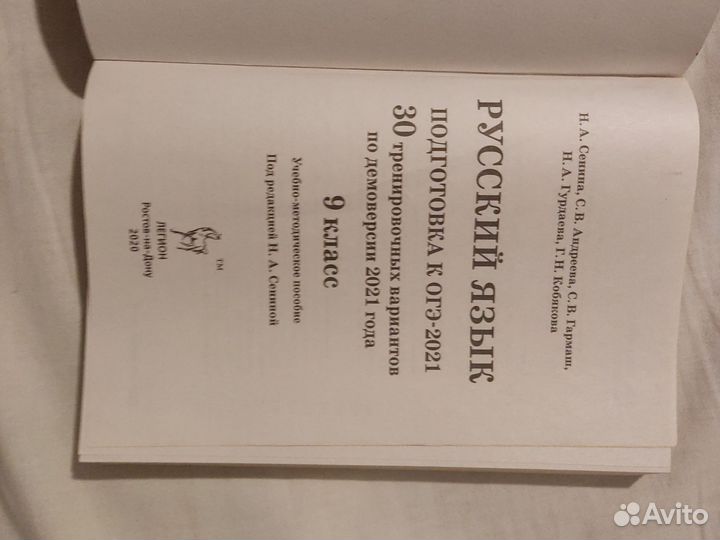 Н. А. Сенина, С. В. Андреева, С. В. Гармаш,
Н. А. Гурдаева, Г. Н. Кобякова
РУССКИЙ ЯЗЫК
ПОДГОТОВКА К ОГЭ-2021
30 тренировочных вариантов
по демоверсии 2021 года
9 класс
Учебно-методическое пособие
Под редакцией Н. А. Сениной
TM
ЛЕГИОН
Ростов-на-Дону
2020
Avito